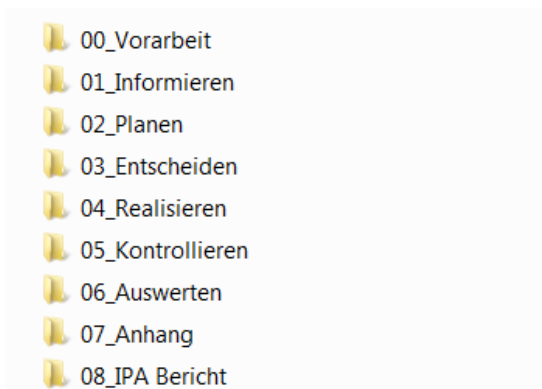 00_Vorarbeit
01_Informieren
02_Planen
03_Entscheiden
04_Realisieren
05_Kontrollieren
06_Auswerten
07_Anhang
08_IPA Bericht